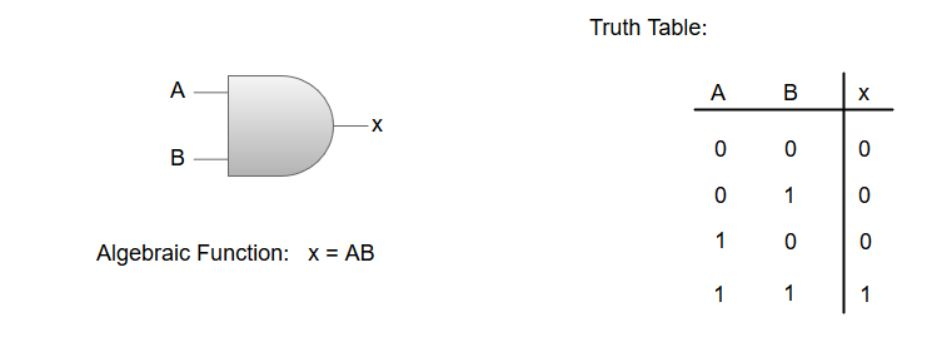 Truth Table:
A
x
B
Algebraic Function: x = AB
A B x
0 0 0
0 1 0
1 0 0
1 1 1